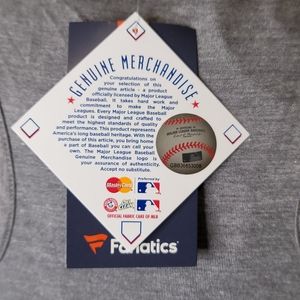 GENUINE MERCHANDISE
Congratulations on
your selection of this
genuine article - a product
officially licensed by Major League
Baseball. It takes hard work
and commitment to make the Major
Leagues. Every Major League Baseball
product is designed and crafted to
meet the highest standards of quality
and performance. This product represents
America's long baseball heritage. With the
purchase of this article, you bring home
a part of Baseball you can call your
own. The Major League Baseball
Genuine Merchandise logo is
your assurance of authenticity.
Accept no substitute.
MAJOR LEAGUE BASEBALL
Preferred by
MasterCard
OFFICIAL FABRIC CARE OF MLB
Fanatics